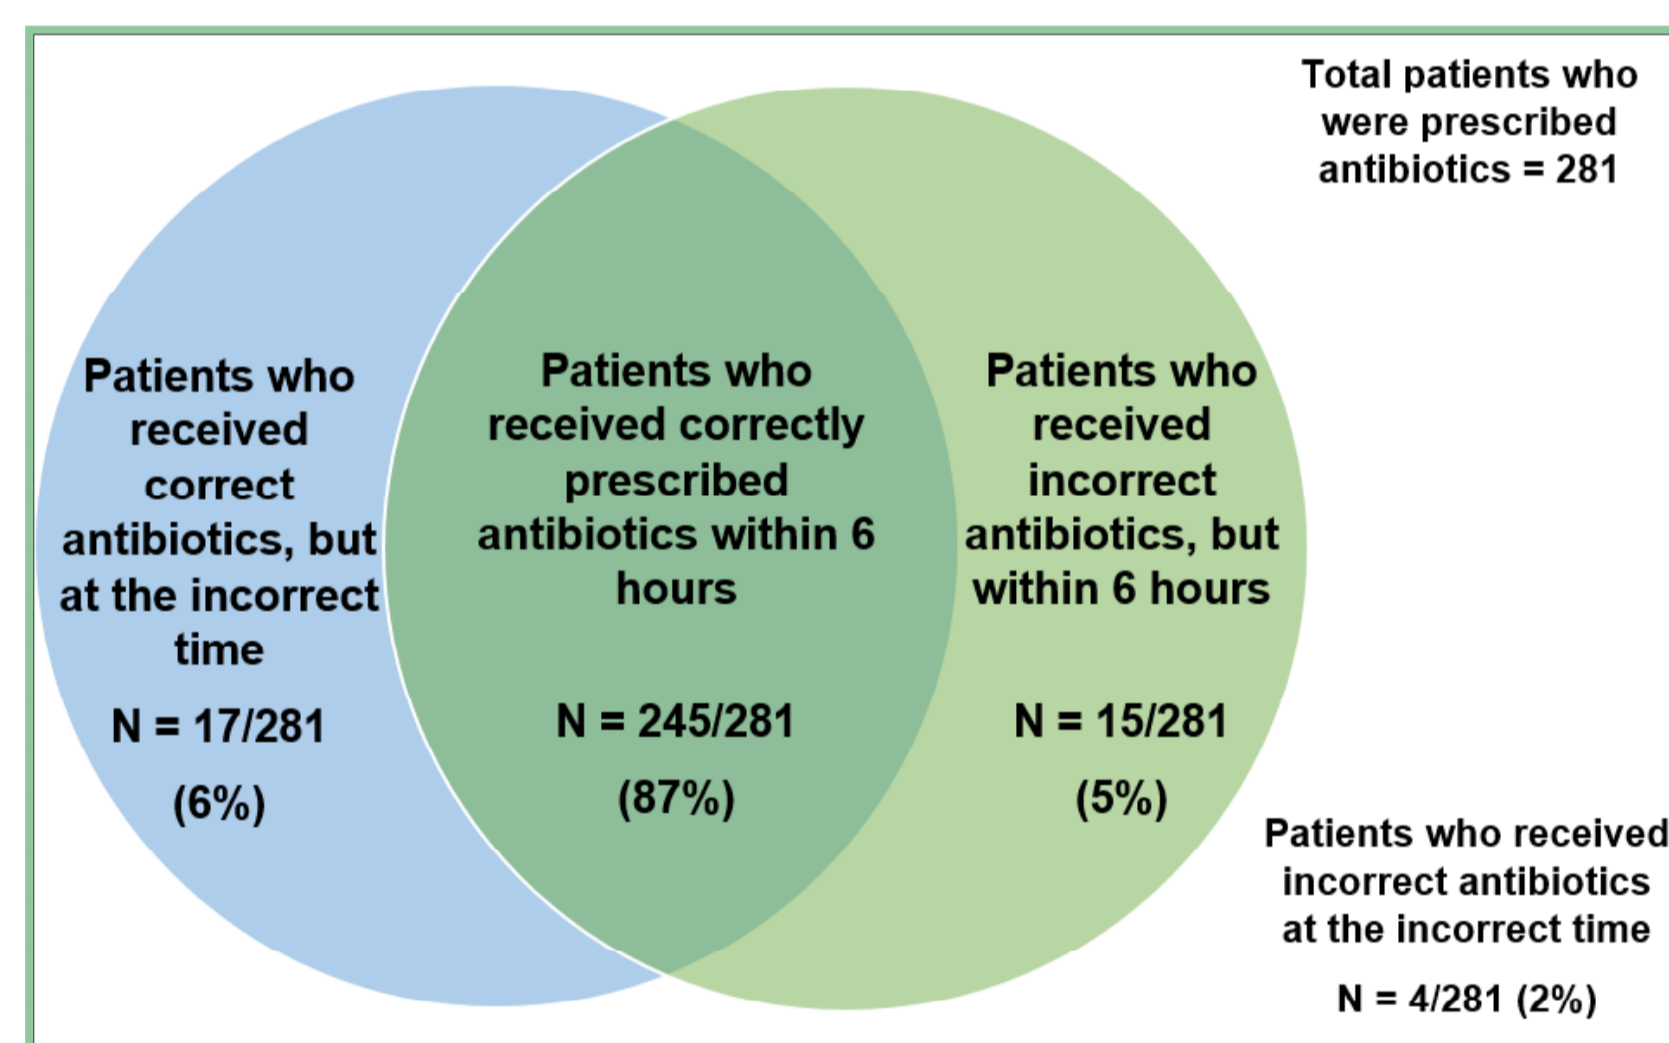 Total patients who
were prescribed
antibiotics = 281
Patients who
received
correct
antibiotics, but
at the incorrect
time
N = 17/281
(6%)
Patients who
received correctly
prescribed
antibiotics within 6
hours
N = 245/281
(87%)
Patients who
received
incorrect
antibiotics, but
within 6 hours
N = 15/281
(5%)
Patients who received
incorrect antibiotics
at the incorrect time
N = 4/281 (2%)